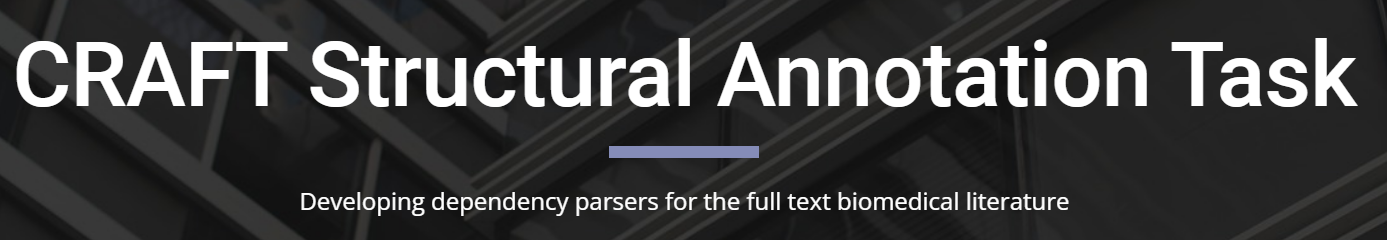 CRAFT Structural Annotation Task
Developing dependency parsers for the full text biomedical literature